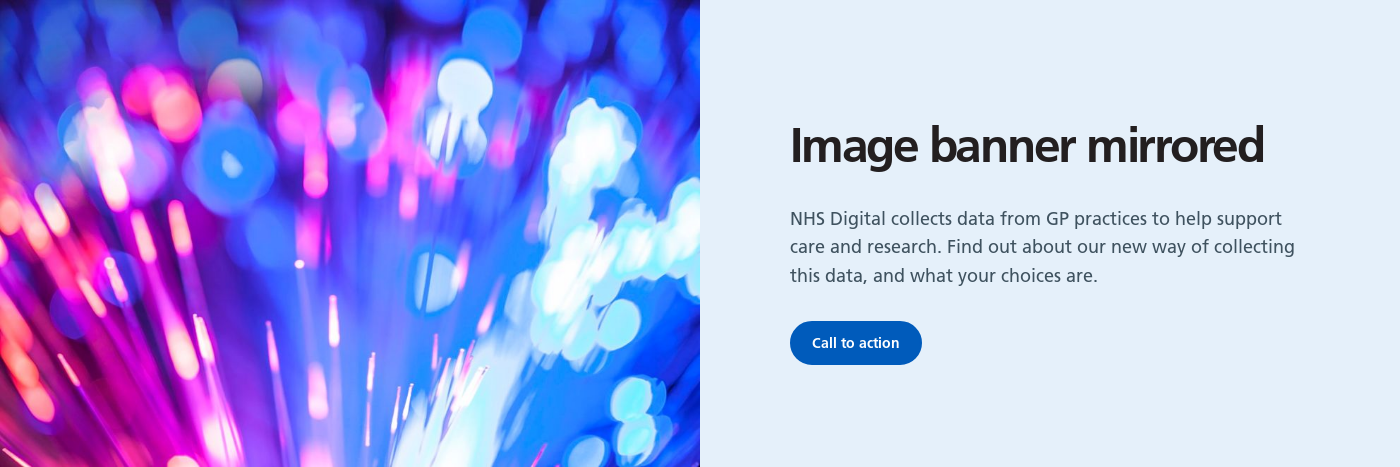 Image banner mirrored
NHS Digital collects data from GP practices to help support
care and research. Find out about our new way of collecting
this data, and what your choices are.
Call to action